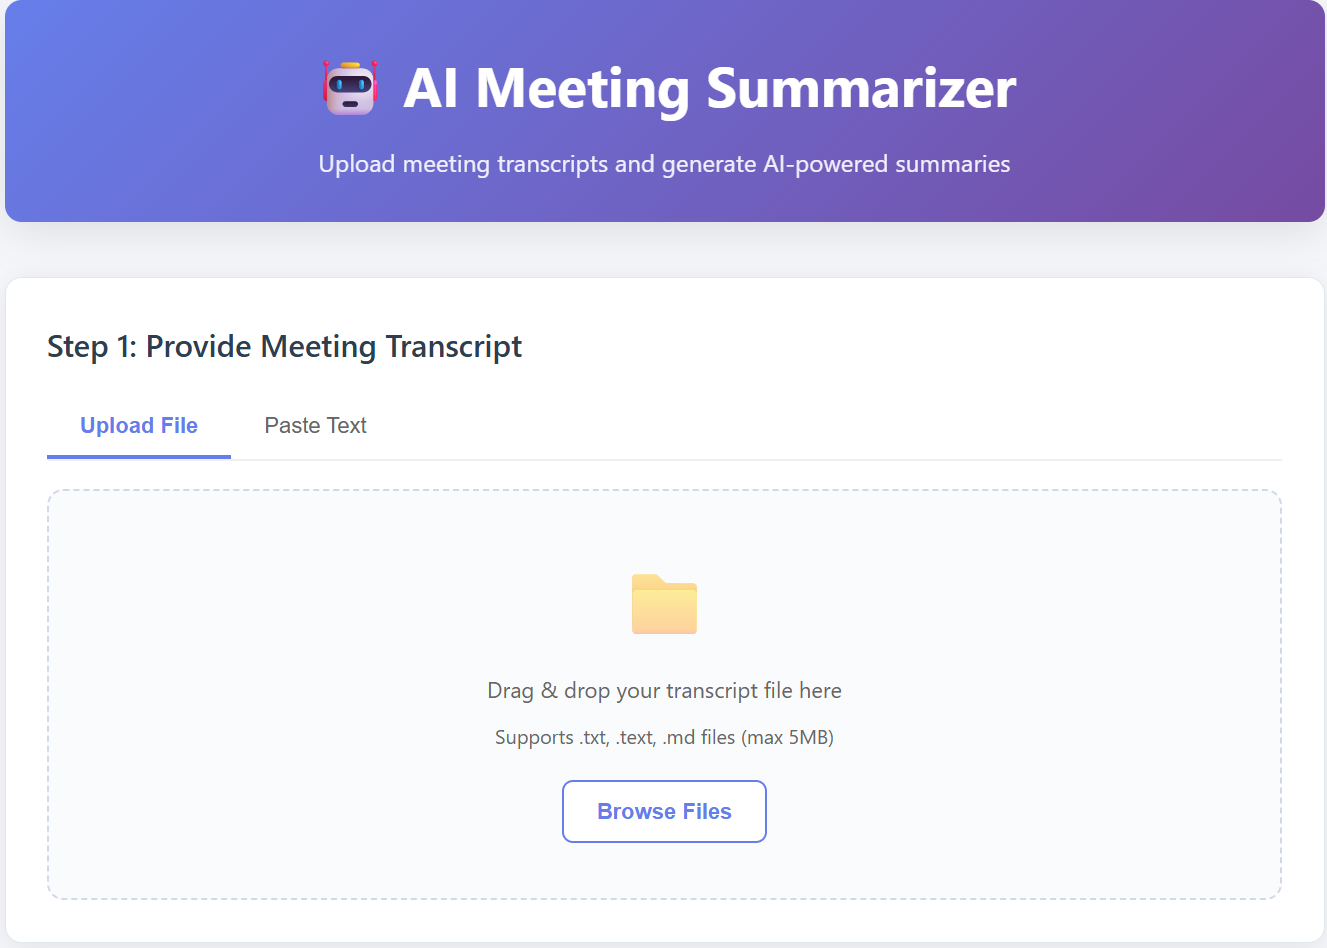 AI Meeting Summarizer
Upload meeting transcripts and generate AI-powered summaries
Step 1: Provide Meeting Transcript
Upload File
Paste Text
Drag & drop your transcript file here
Supports .txt, .text, .md files (max 5MB)
Browse Files